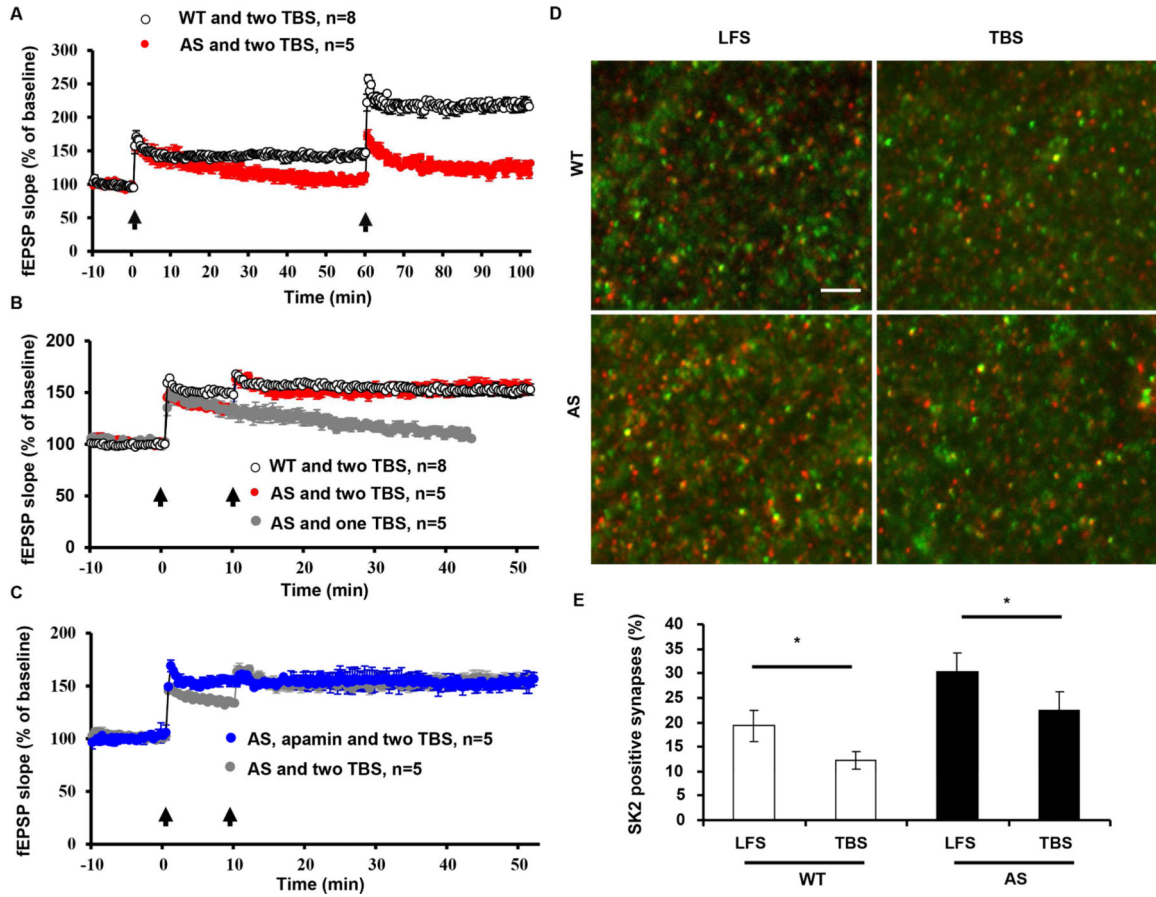 A
WT and two TBS, n=8
AS and two TBS, n=5
fEPSP slope (% of baseline)
300
250
200
150
100
50
0
-10 0 10 20 30 40 50 60 70 80 90 100
Time (min)
B
fEPSP slope (% of baseline)
200
150
100
50
0
WT and two TBS, n=8
AS and two TBS, n=5
AS and one TBS, n=5
-10 0 10 20 30 40 50
Time (min)
C
fEPSP slope (% of baseline)
200
150
100
50
0
AS, apamin and two TBS, n=5
AS and two TBS, n=5
-10 0 10 20 30 40 50
Time (min)
D
LFS TBS
WT
AS
E
SK2 positive synapses (%)
40
35
30
25
20
15
10
5
0
*
*
LFS TBS LFS TBS
WT AS